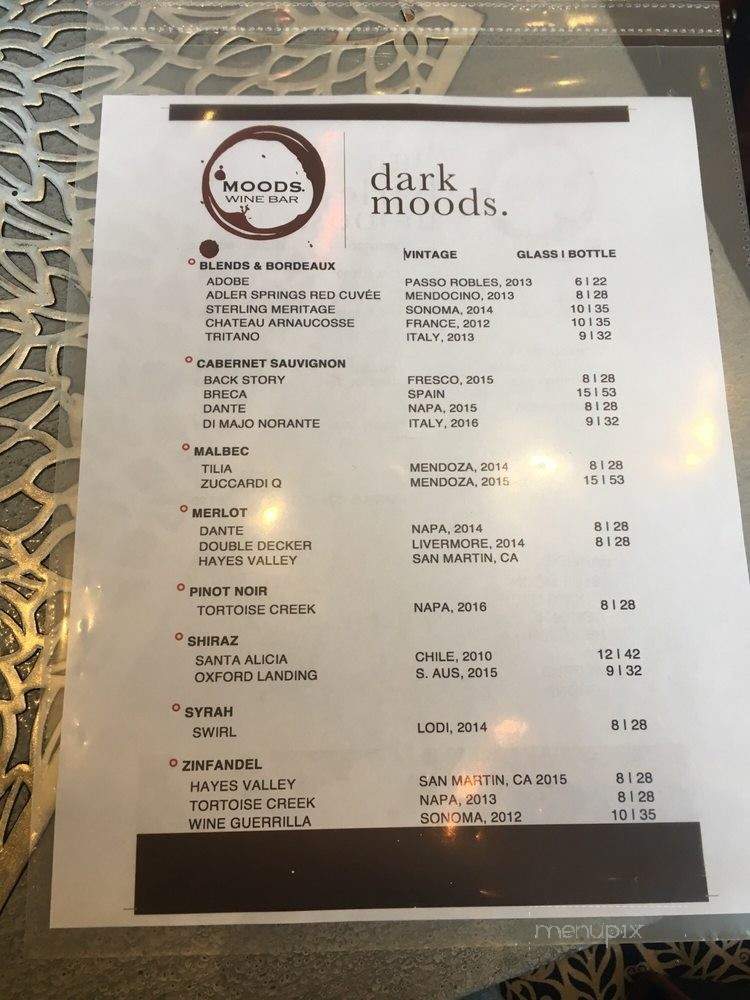 MOODS.
WINE BAR
dark
moods.
VINTAGE GLASS | BOTTLE
BLENDS & BORDEAUX
ADOBE PASSO ROBLES, 2013 6 | 22
ADLER SPRINGS RED CUVÉE MENDOCINO, 2013 8 | 28
STERLING MERITAGE SONOMA, 2014 10 | 35
CHATEAU ARNAUCOSSE FRANCE, 2012 10 | 35
TRITANO ITALY, 2013 9 | 32
CABERNET SAUVIGNON
BACK STORY FRESCO, 2015 8 | 28
BRECA SPAIN 15 | 53
DANTE NAPA, 2015 8 | 28
DI MAJO NORANTE ITALY, 2016 9 | 32
MALBEC
TILIA MENDOZA, 2014 8 | 28
ZUCCARDI Q MENDOZA, 2015 15 | 53
MERLOT
DANTE NAPA, 2014 8 | 28
DOUBLE DECKER LIVERMORE, 2014 8 | 28
HAYES VALLEY SAN MARTIN, CA
PINOT NOIR
TORTOISE CREEK NAPA, 2016 8 | 28
SHIRAZ
SANTA ALICIA CHILE, 2010 12 | 42
OXFORD LANDING S. AUS, 2015 9 | 32
SYRAH
SWIRL LODI, 2014 8 | 28
ZINFANDEL
HAYES VALLEY SAN MARTIN, CA 2015 8 | 28
TORTOISE CREEK NAPA, 2013 8 | 28
WINE GUERRILLA SONOMA, 2012 10 | 35
menupix